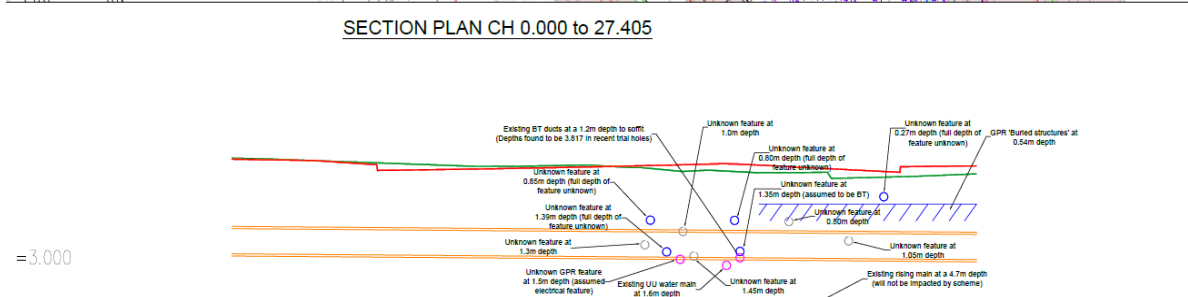 SECTION PLAN CH 0.000 to 27.405
Existing BT ducts at a 1.2m depth to soffit
(Depths found to be 3.817 in recent trial holes)
Unknown feature at
1.0m depth
Unknown feature at
0.27m depth (full depth of
feature unknown)
GPR 'Buried structures' at
0.54m depth
Unknown feature at
0.80m depth (full depth of
feature unknown)
Unknown feature at
0.65m depth (full depth of
feature unknown)
Unknown feature at
1.35m depth (assumed to be BT)
Unknown feature at
1.39m depth (full depth of
feature unknown)
Unknown feature at
0.80m depth
Unknown feature at
1.3m depth
Unknown feature at
1.05m depth
=3.000
Unknown GPR feature
at 1.5m depth (assumed
electrical feature)
Existing UU water main
at 1.6m depth
Unknown feature at
1.45m depth
Existing rising main at a 4.7m depth
(will not be impacted by scheme)